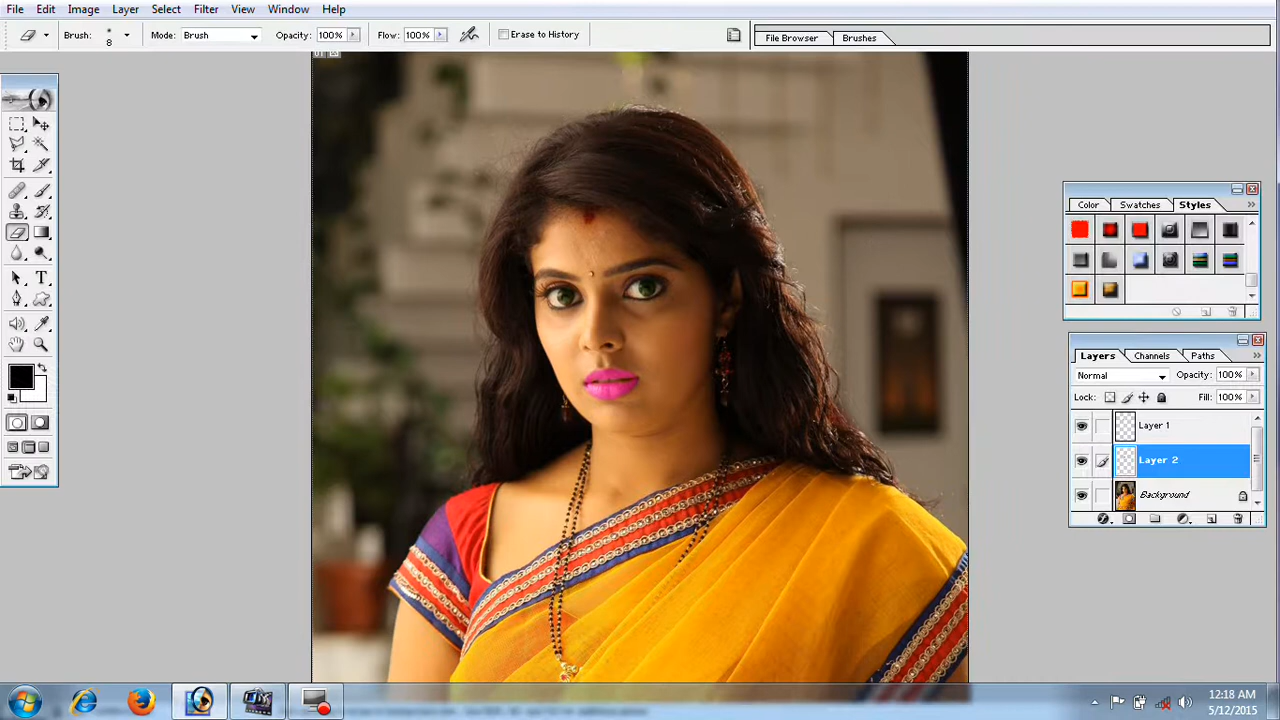 File Edit Image Layer Select Filter View Window Help
Brush: 8 Mode: Brush Opacity: 100% Flow: 100% Erase to History File Browser Brushes
Color Swatches Styles
Layers Channels Paths
Normal Opacity: 100%
Lock: Fill: 100%
Layer 1
Layer 2
Background
12:18 AM
5/12/2015